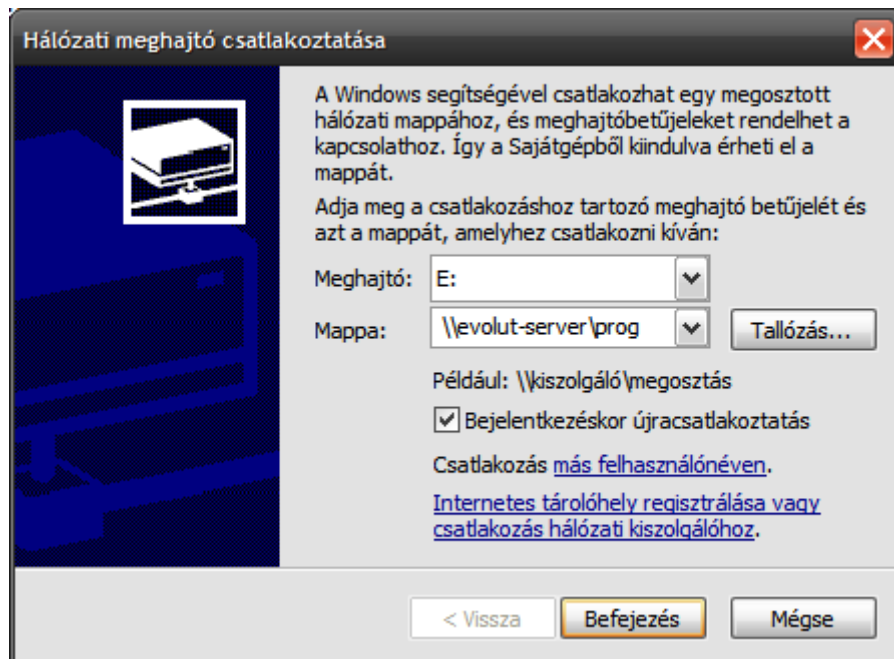 Hálózati meghajtó csatlakoztatása
A Windows segítségével csatlakozhat egy megosztott
hálózati mappához, és meghajtóbetűjeleket rendelhet a
kapcsolathoz. Így a Sajátgépből kiindulva érheti el a
mappát.
Adja meg a csatlakozáshoz tartozó meghajtó betűjelét és
azt a mappát, amelyhez csatlakozni kíván:
Meghajtó: E:
Mappa: \\evolut-server\prog Tallózás...
Például: \\kiszolgáló\megosztás
Bejelentkezéskor újracsatlakoztatás
Csatlakozás más felhasználónéven.
Internetes tárolóhely regisztrálása vagy
csatlakozás hálózati kiszolgálóhoz.
< Vissza Befejezés Mégse